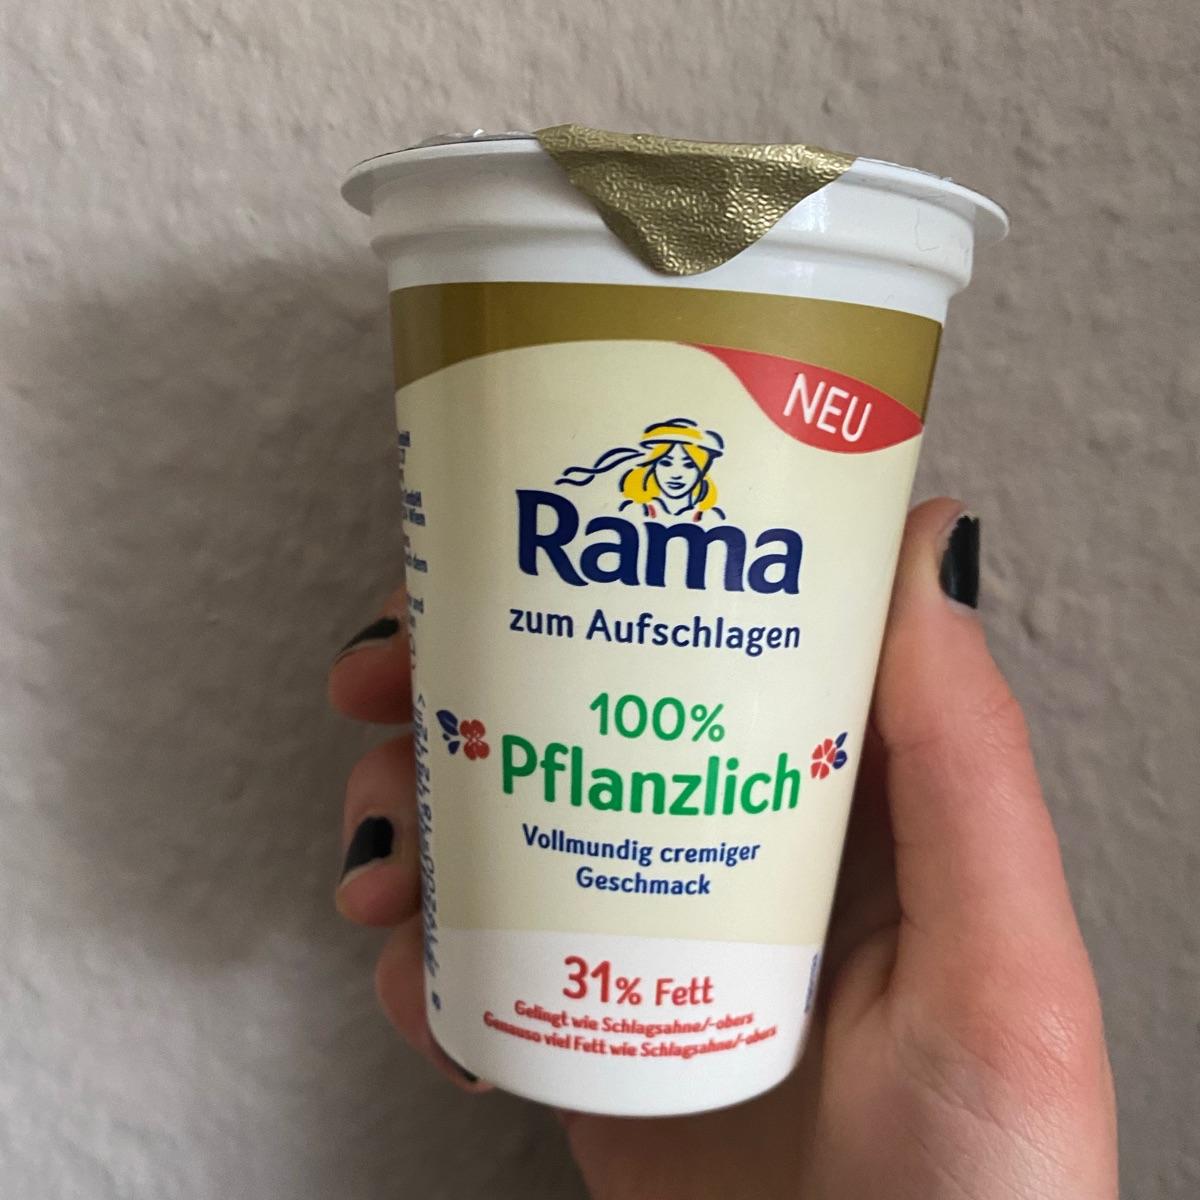 NEU
Rama
zum Aufschlagen
100%
Pflanzlich
Vollmundig cremiger
Geschmack
31% Fett
Gelingt wie Schlagsahne/-obers
Genauso viel Fett wie Schlagsahne/-obers